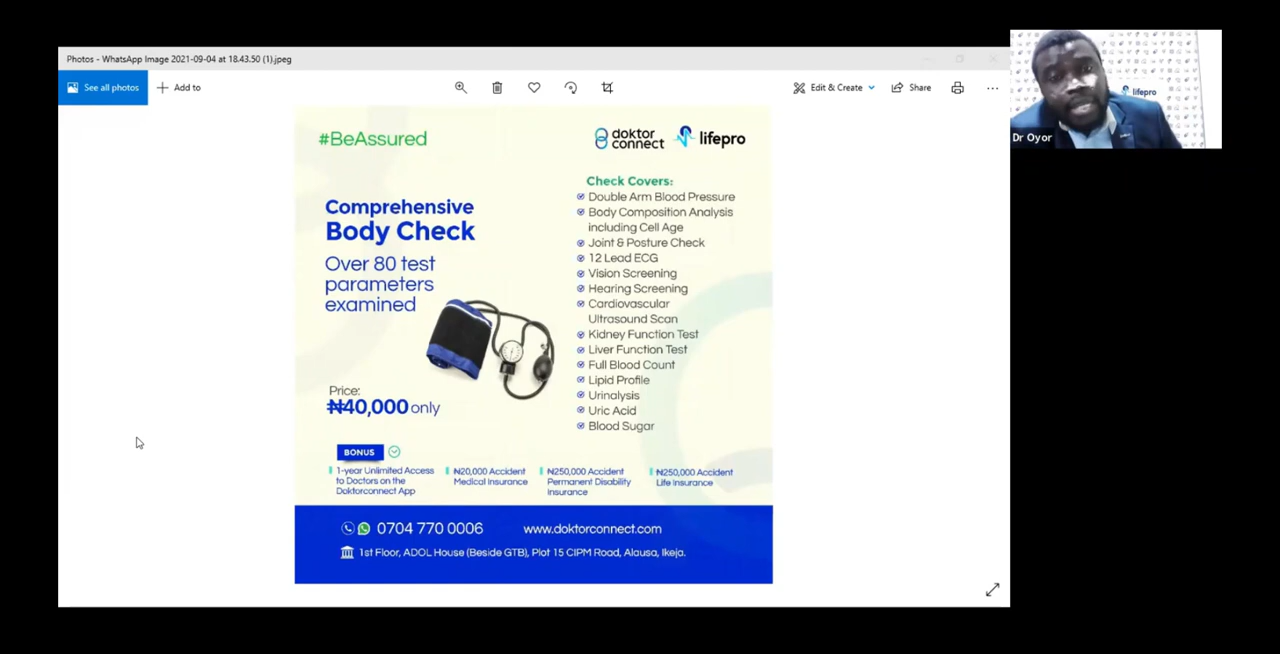 Photos - WhatsApp Image 2021-09-04 at 18.43.50 (1).jpeg
See all photos
Add to
Edit & Create
Share
#BeAssured
doktor
connect
lifepro
Comprehensive
Body Check
Over 80 test
parameters
examined
Price:
₦40,000 only
Check Covers:
Double Arm Blood Pressure
Body Composition Analysis
including Cell Age
Joint & Posture Check
12 Lead ECG
Vision Screening
Hearing Screening
Cardiovascular
Ultrasound Scan
Kidney Function Test
Liver Function Test
Full Blood Count
Lipid Profile
Urinalysis
Uric Acid
Blood Sugar
BONUS
1-year Unlimited Access
to Doctors on the
Doktorconnect App
₦20,000 Accident
Medical Insurance
₦250,000 Accident
Permanent Disability
Insurance
₦250,000 Accident
Life Insurance
0704 770 0006
www.doktorconnect.com
1st Floor, ADOL House (Beside GTB), Plot 15 CIPM Road, Alausa, Ikeja.
lifepro
Dr Oyor